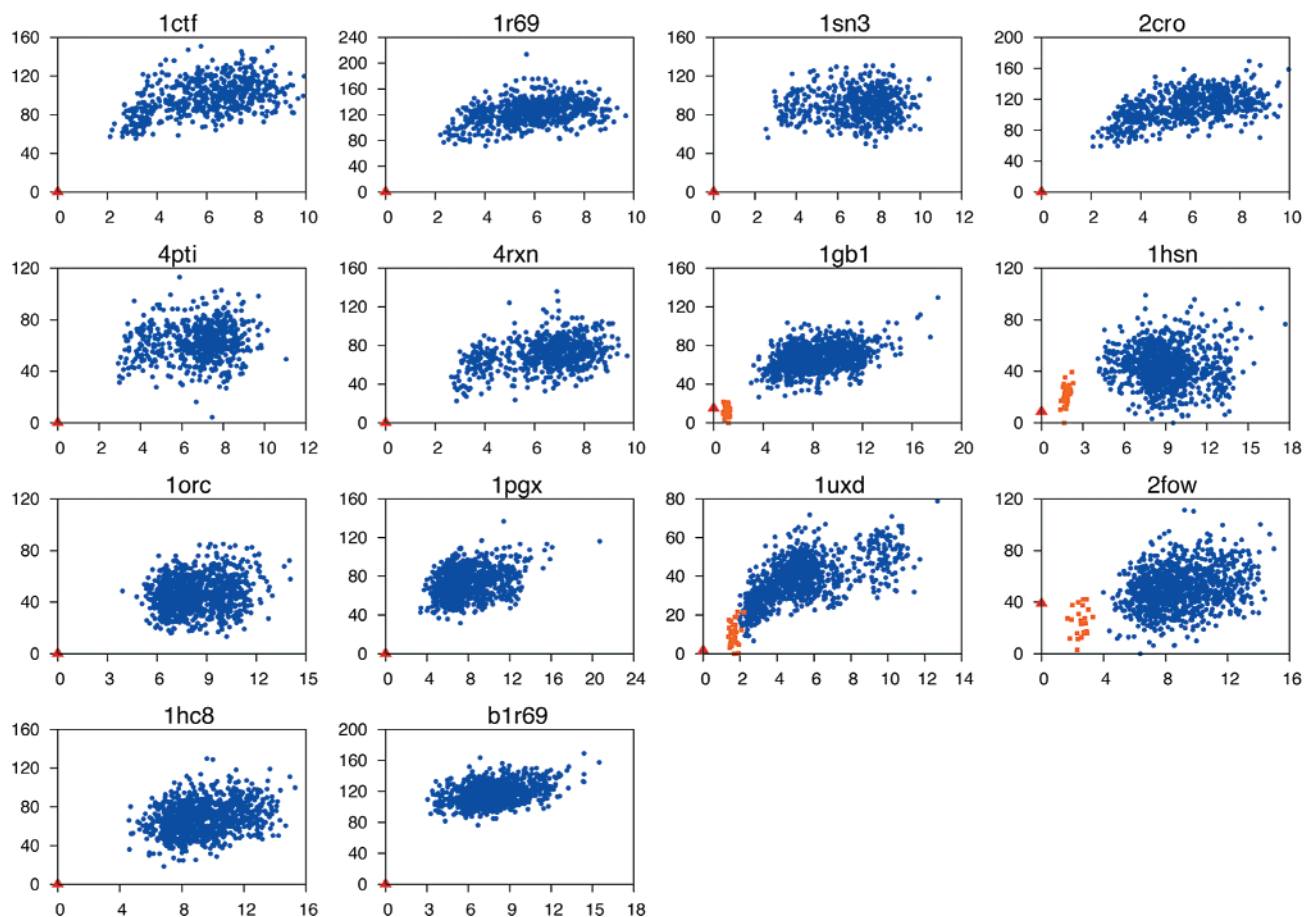 1ctf 1r69 1sn3 2cro
160 240 160 200
120 200 120 160
80 160 80 120
40 120 40 80
0 80 0 40
40 0
0
0 2 4 6 8 10 0 2 4 6 8 10 0 2 4 6 8 10 12 0 2 4 6 8 10
4pti 4rxn 1gb1 1hsn
120 160 160 120
80 120 120 80
40 80 80 40
0 40 40 0
0 0
0 2 4 6 8 10 12 0 2 4 6 8 10 0 4 8 12 16 20 0 3 6 9 12 15 18
1orc 1pgx 1uxd 2fow
120 160 80 120
80 120 60 80
40 80 40 40
0 40 20 0
0 0
0 3 6 9 12 15 0 4 8 12 16 20 24 0 2 4 6 8 10 12 14 0 4 8 12 16
1hc8 b1r69
160 200
120 160
80 120
40 80
0 40
0
0 4 8 12 16 0 3 6 9 12 15 18